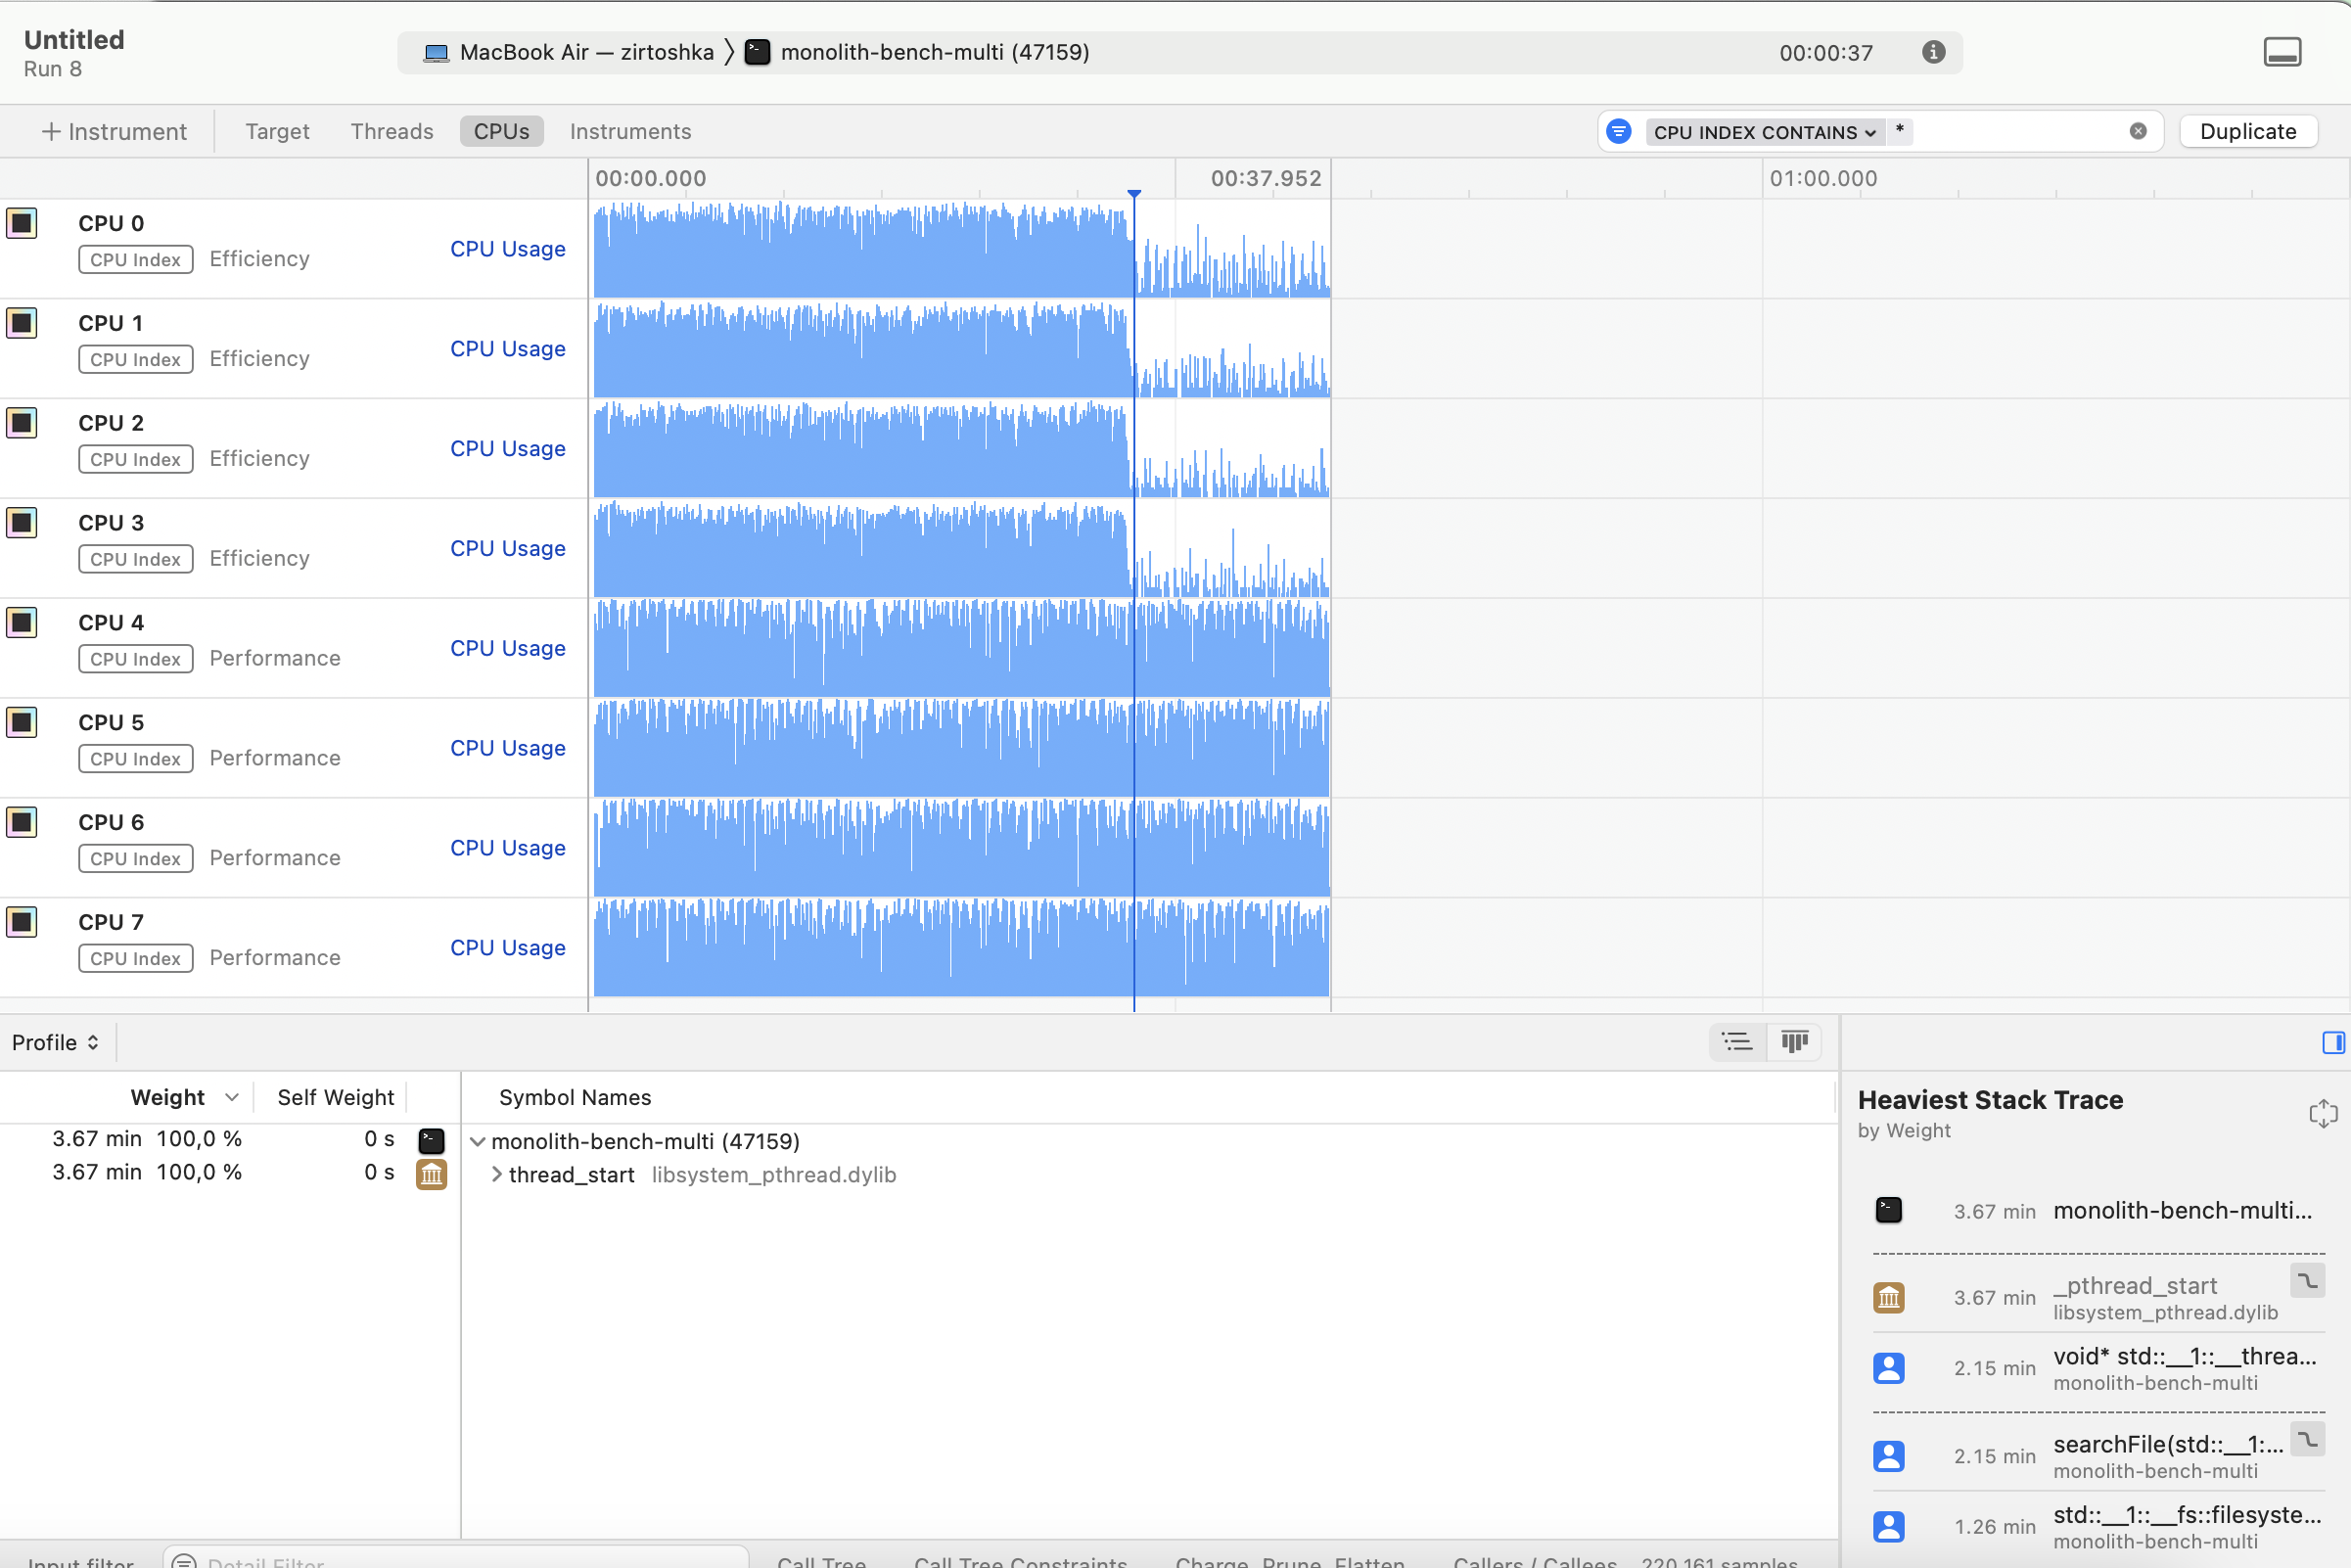 Untitled
Run 8
MacBook Air — zirtoshka 〉 monolith-bench-multi (47159)
00:00:37
+ Instrument
Target
Threads
CPUs
Instruments
CPU INDEX CONTAINS *
Duplicate
00:00.000
00:37.952
01:00.000
CPU 0
CPU Index Efficiency
CPU Usage
CPU 1
CPU Index Efficiency
CPU Usage
CPU 2
CPU Index Efficiency
CPU Usage
CPU 3
CPU Index Efficiency
CPU Usage
CPU 4
CPU Index Performance
CPU Usage
CPU 5
CPU Index Performance
CPU Usage
CPU 6
CPU Index Performance
CPU Usage
CPU 7
CPU Index Performance
CPU Usage
Profile
Weight Self Weight Symbol Names
3.67 min 100,0 % 0 s monolith-bench-multi (47159)
3.67 min 100,0 % 0 s thread_start libsystem_pthread.dylib
Heaviest Stack Trace
by Weight
3.67 min monolith-bench-multi...
3.67 min _pthread_start
libsystem_pthread.dylib
2.15 min void* std::__1::__threa...
monolith-bench-multi
2.15 min searchFile(std::__1:...
monolith-bench-multi
1.26 min std::__1::__fs::filesyste...
monolith-bench-multi
Input filter
Detail Filter
Call Tree
Call Tree Constraints
Charge, Prune, Flatten
Callers / Callees
220,161 samples